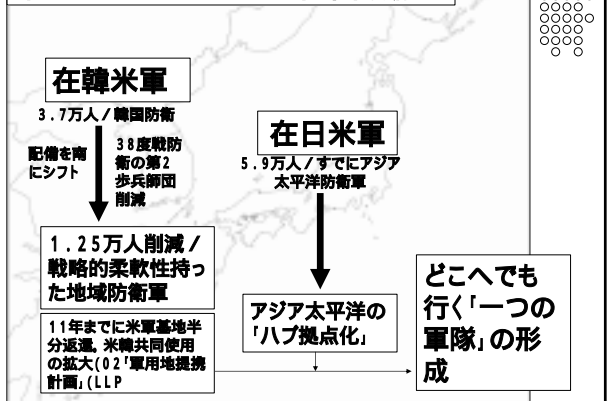 在韓米軍
3.7万人/韓国防衛
配備を南
にシフト
38度戦防
衛の第2
歩兵師団
削減
1.25万人削減/
戦略的柔軟性持っ
た地域防衛軍
11年までに米軍基地半
分返還，米韓共同使用
の拡大(02「軍用地提携
計画」(LLP
在日米軍
5.9万人/すでにアジア
太平洋防衛軍
アジア太平洋の
「ハブ拠点化」
どこへでも
行く「一つの
軍隊」の形
成